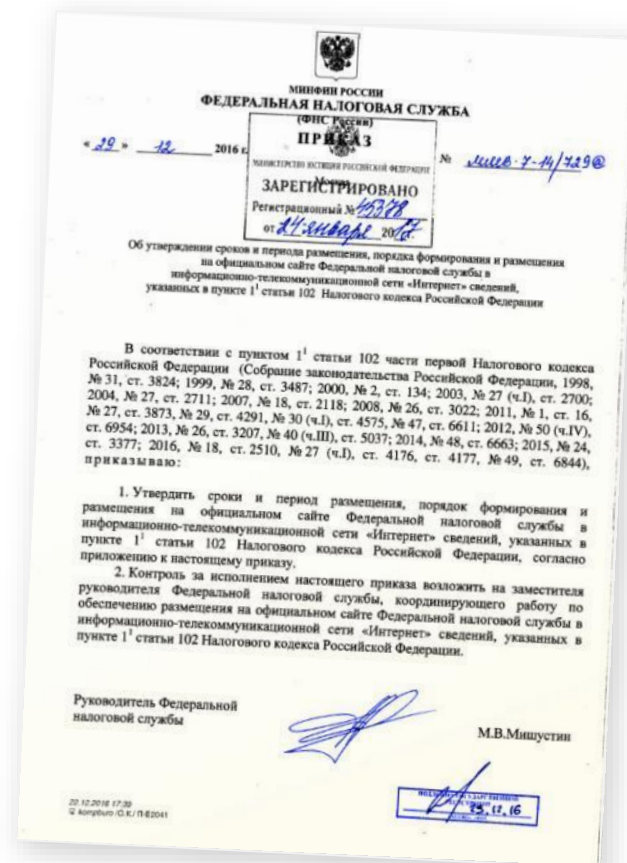 МИНФИН РОССИИ
ФЕДЕРАЛЬНАЯ НАЛОГОВАЯ СЛУЖБА
(ФНС России)
ПРИКАЗ
« 29 » 12 2016 г.
№ ММВ-7-14/729@
МИНИСТЕРСТВО ЮСТИЦИИ РОССИЙСКОЙ ФЕДЕРАЦИИ
Москва
ЗАРЕГИСТРИРОВАНО
Регистрационный № 45378
от 24 января 2017.
Об утверждении сроков и периода размещения, порядка формирования и размещения
на официальном сайте Федеральной налоговой службы в
информационно-телекоммуникационной сети «Интернет» сведений,
указанных в пункте 1¹ статьи 102 Налогового кодекса Российской Федерации
В соответствии с пунктом 1¹ статьи 102 части первой Налогового кодекса
Российской Федерации (Собрание законодательства Российской Федерации, 1998,
№ 31, ст. 3824; 1999, № 28, ст. 3487; 2000, № 2, ст. 134; 2003, № 27 (ч.I), ст. 2700;
2004, № 27, ст. 2711; 2007, № 18, ст. 2118; 2008, № 26, ст. 3022; 2011, № 1, ст. 16,
№ 27, ст. 3873, № 29, ст. 4291, № 30 (ч.I), ст. 4575, № 47, ст. 6611; 2012, № 50 (ч.IV),
ст. 6954; 2013, № 26, ст. 3207, № 40 (ч.III), ст. 5037; 2014, № 48, ст. 6663; 2015, № 24,
ст. 3377; 2016, № 18, ст. 2510, № 27 (ч.I), ст. 4176, ст. 4177, № 49, ст. 6844),
приказываю:
1. Утвердить сроки и период размещения, порядок формирования и
размещения на официальном сайте Федеральной налоговой службы в
информационно-телекоммуникационной сети «Интернет» сведений, указанных в
пункте 1¹ статьи 102 Налогового кодекса Российской Федерации, согласно
приложению к настоящему приказу.
2. Контроль за исполнением настоящего приказа возложить на заместителя
руководителя Федеральной налоговой службы, координирующего работу по
обеспечению размещения на официальном сайте Федеральной налоговой службы в
информационно-телекоммуникационной сети «Интернет» сведений, указанных в
пункте 1¹ статьи 102 Налогового кодекса Российской Федерации.
Руководитель Федеральной
налоговой службы
М.В.Мишустин
29.12.16
22.12.2016 17:39
kompburo /О.К./ П-Е2041